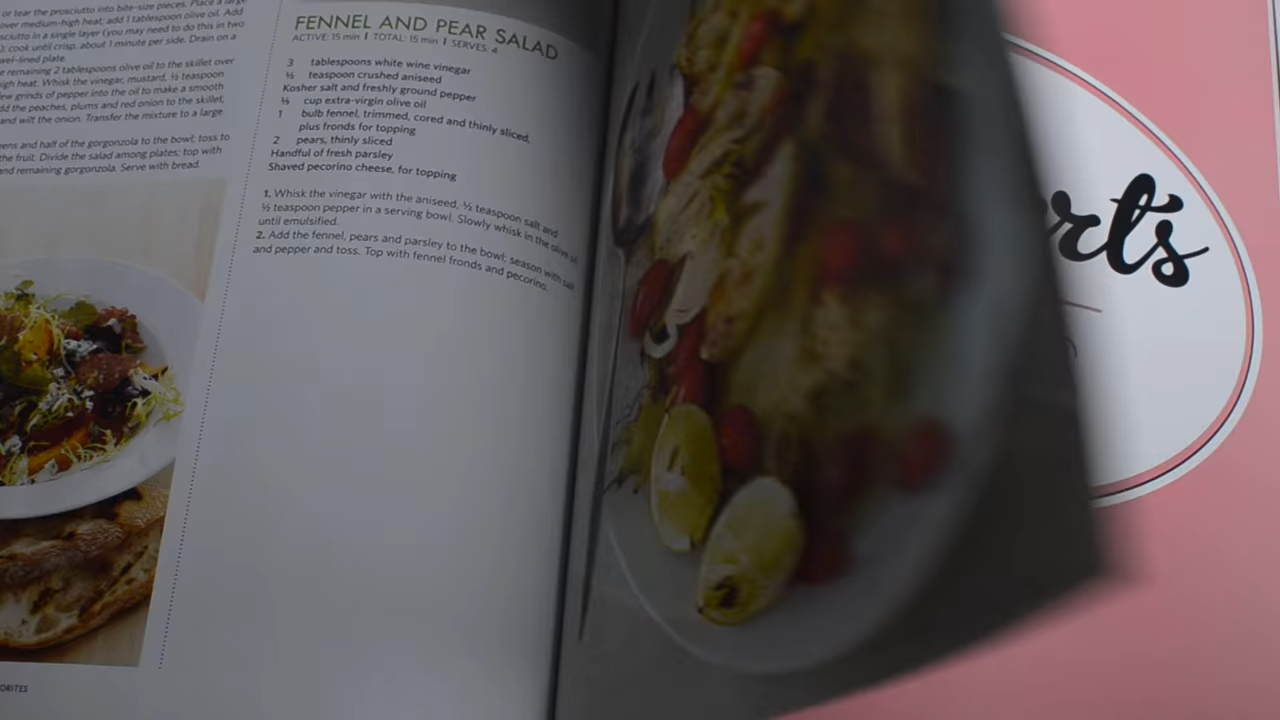 or tear the prosciutto into bite-size pieces. Place a large
over medium-high heat; add 1 tablespoon olive oil. Add
sciutto in a single layer (you may need to do this in two
); cook until crisp, about 1 minute per side. Drain on a
wel-lined plate.
e remaining 2 tablespoons olive oil to the skillet over
igh heat. Whisk the vinegar, mustard, ½ teaspoon
few grinds of pepper into the oil to make a smooth
dd the peaches, plums and red onion to the skillet,
and wilt the onion. Transfer the mixture to a large
ens and half of the gorgonzola to the bowl; toss to
the fruit. Divide the salad among plates; top with
nd remaining gorgonzola. Serve with bread.
ORITES
FENNEL AND PEAR SALAD
ACTIVE: 15 min | TOTAL: 15 min | SERVES: 4
3 tablespoons white wine vinegar
teaspoon crushed aniseed
Kosher salt and freshly ground pepper
⅓ cup extra-virgin olive oil
1 bulb fennel, trimmed, cored and thinly sliced,
plus fronds for topping
2 pears, thinly sliced
Handful of fresh parsley
Shaved pecorino cheese, for topping
1. Whisk the vinegar with the aniseed, ½ teaspoon salt and
½ teaspoon pepper in a serving bowl. Slowly whisk in the olive oil
until emulsified.
2. Add the fennel, pears and parsley to the bowl; season with salt
and pepper and toss. Top with fennel fronds and pecorino.
rts